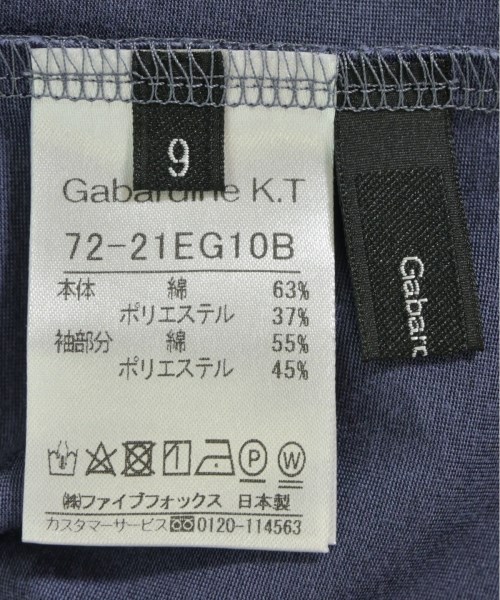 9
Gabardine K.T
72-21EG10B
本体 綿 63%
ポリエステル 37%
袖部分 綿 55%
ポリエステル 45%
P W
㈱ファイブフォックス 日本製
カスタマーサービス 0120-114563
Gabar